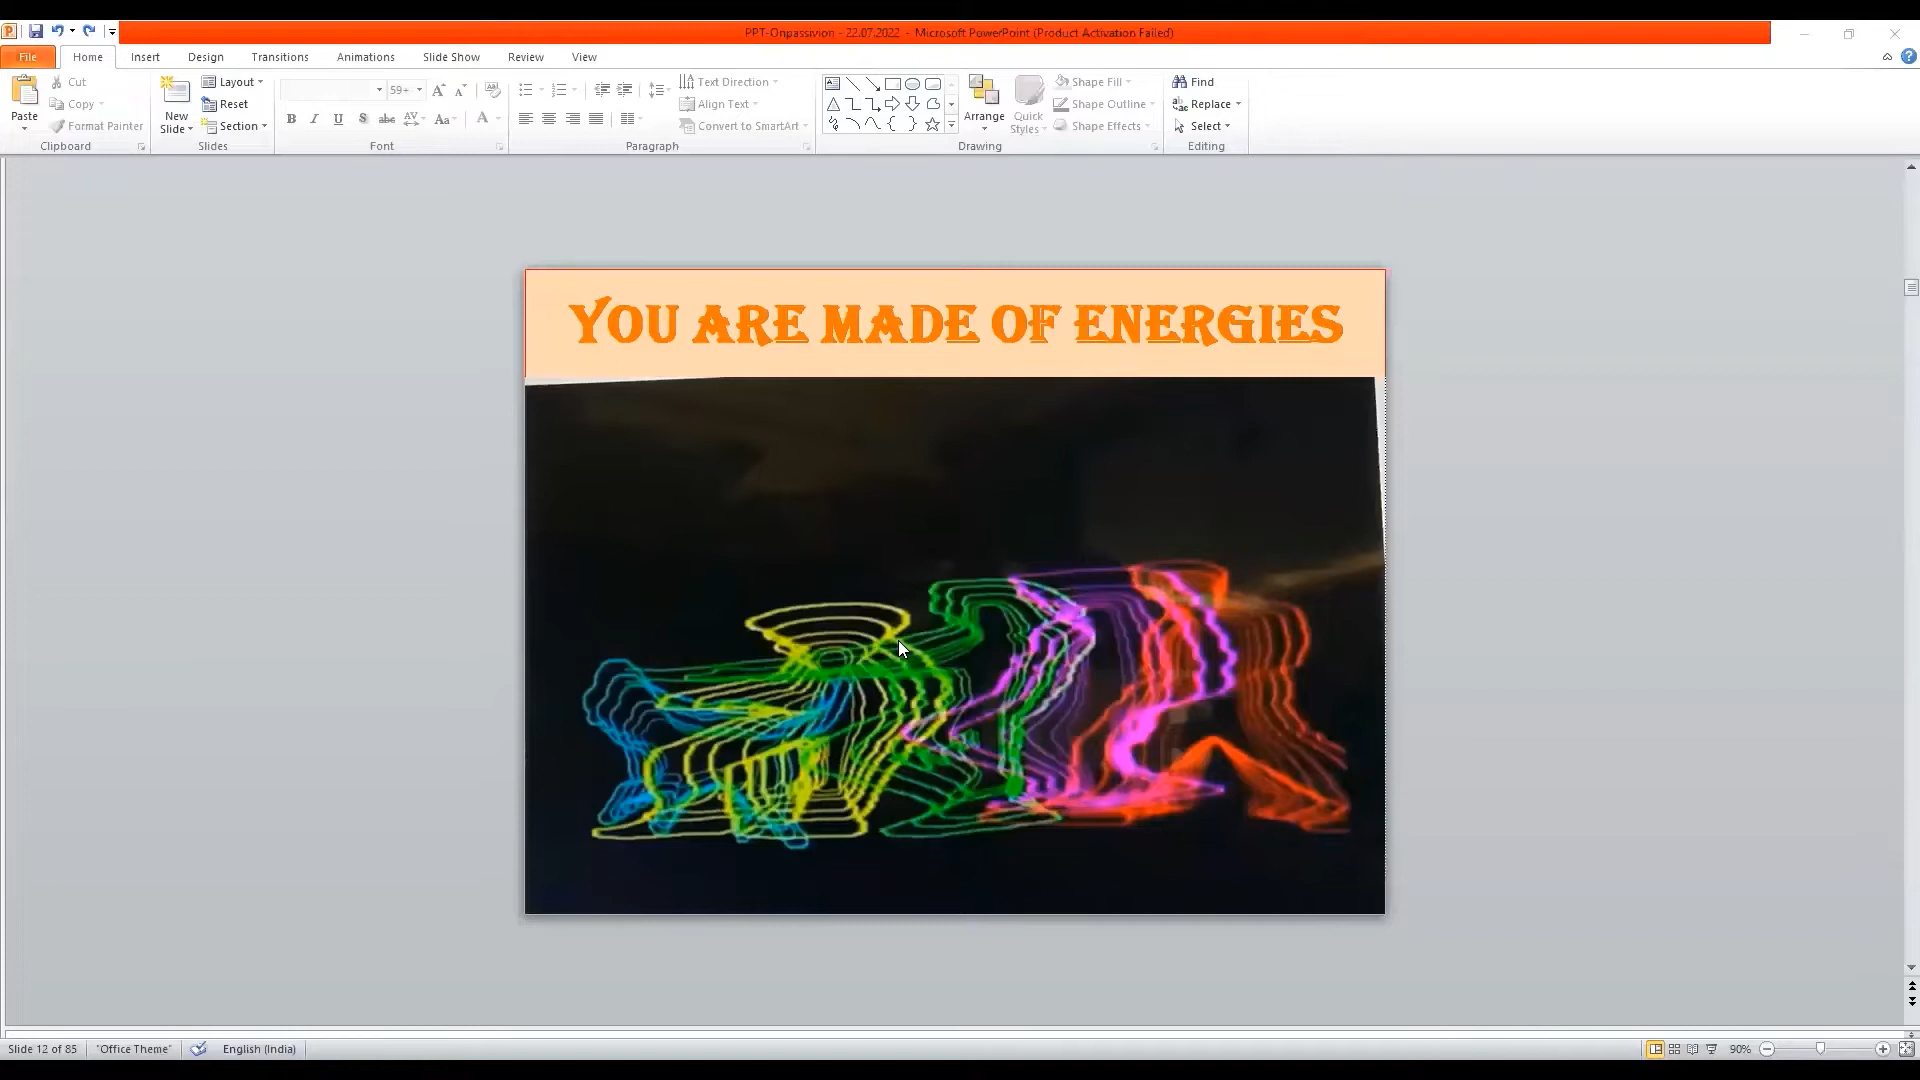 PPT-Onpassivion - 22.07.2022 - Microsoft PowerPoint (Product Activation Failed)
File Home Insert Design Transitions Animations Slide Show Review View
Paste
Cut
Copy
Format Painter
Clipboard
New Slide
Layout
Reset
Section
Slides
59+
Font
Text Direction
Align Text
Convert to SmartArt
Paragraph
Arrange
Quick Styles
Shape Fill
Shape Outline
Shape Effects
Drawing
Find
Replace
Select
Editing
YOU ARE MADE OF ENERGIES
Slide 12 of 85 "Office Theme" English (India) 90%